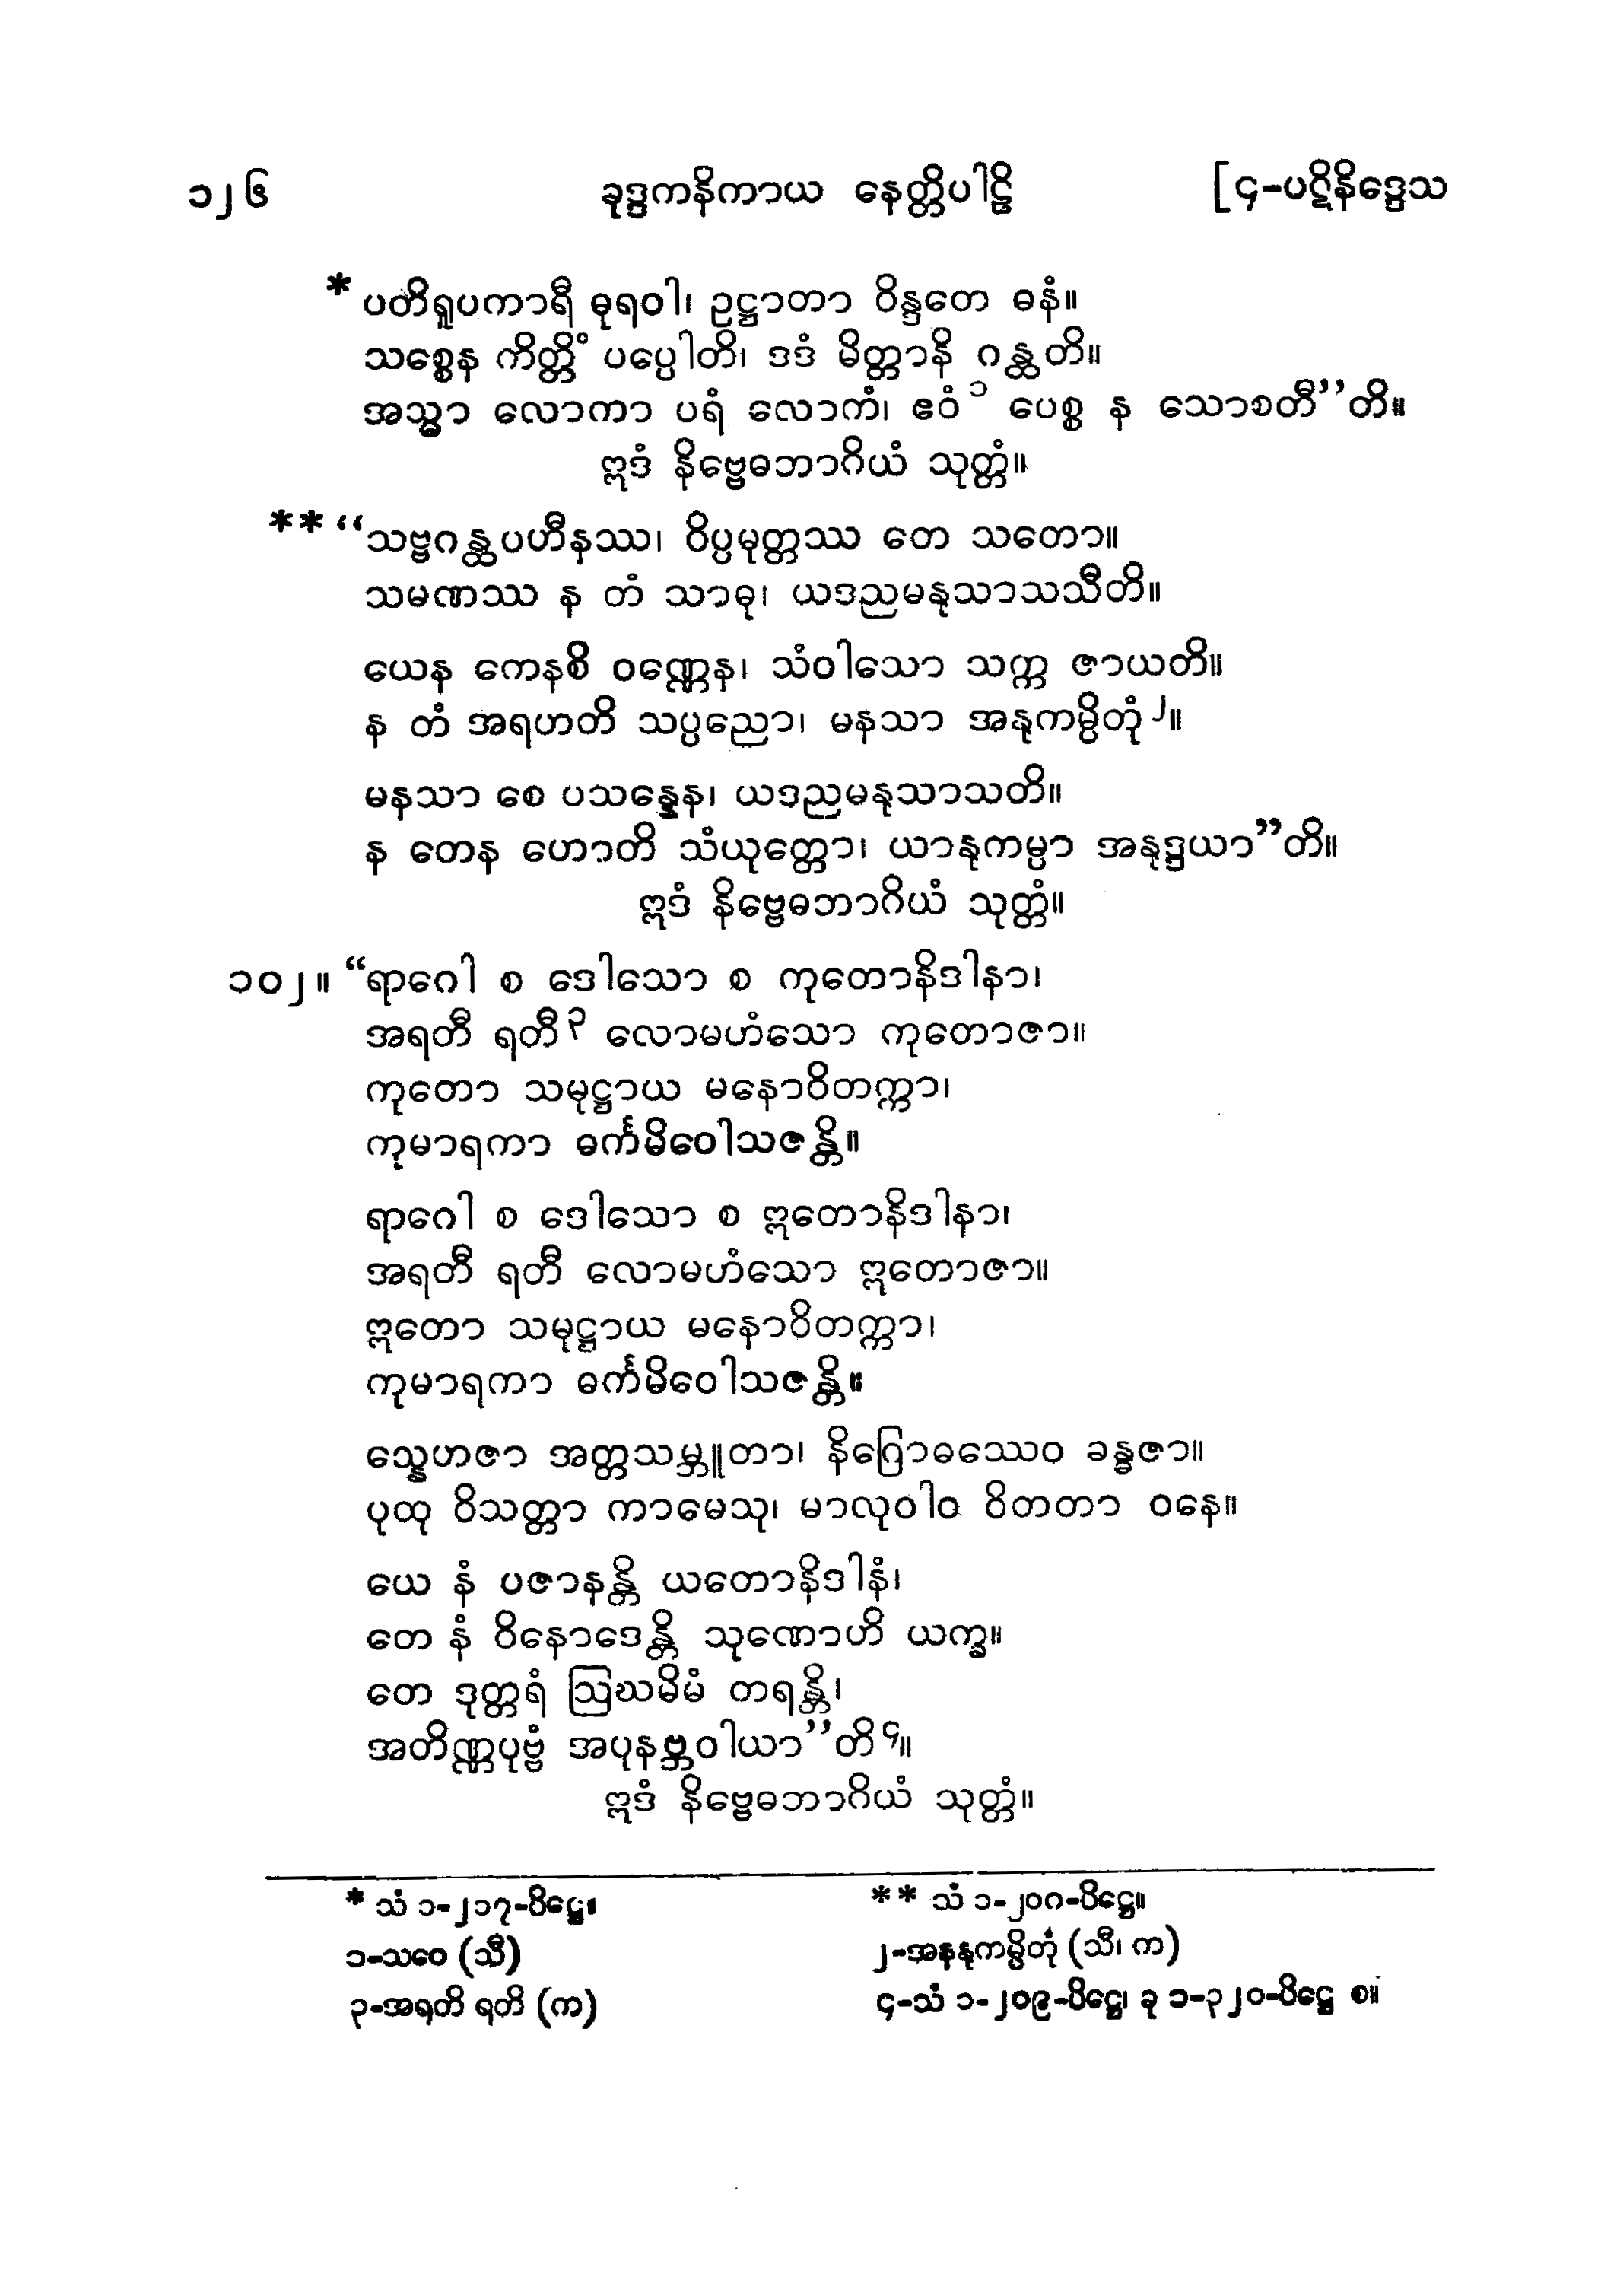 ၁၂၆ ခုဒ္ဒကနိကာယ နေတ္တိပါဠိ [၄-ပဋိနိဒ္ဒေသ
* ပတိရူပကာရီ ဓုရဝါ၊ ဥဋ္ဌာတာ ဝိန္ဒတေ ဓနံ။
သစ္စေန ကိတ္တိံ ပပ္ပေါတိ၊ ဒဒံ မိတ္တာနိ ဂန္ထတိ။
အသ္မာ လောကာ ပရံ လောကံ၊ ဧဝံ ၁ ပေစ္စ န သောစတီ”တိ။
ဣဒံ နိဗ္ဗေဓဘာဂိယံ သုတ္တံ။
** “သဗ္ဗဂန္ထပဟီနဿ၊ ဝိပ္ပမုတ္တဿ တေ သတော။
သမဏဿ န တံ သာဓု၊ ယဒညမနုသာသသီတိ။
ယေန ကေနစိ ဝဏ္ဏေန၊ သံဝါသော သက္က ဇာယတိ။
န တံ အရဟတိ သပ္ပညော၊ မနသာ အနုကမ္ပိတုံ ၂။
မနသာ စေ ပသန္နေန၊ ယဒညမနုသာသတိ။
န တေန ဟောတိ သံယုတ္တော၊ ယာနုကမ္ပာ အနုဒ္ဒယာ”တိ။
ဣဒံ နိဗ္ဗေဓဘာဂိယံ သုတ္တံ။
၁၀၂။ “ရာဂေါ စ ဒေါသော စ ကုတောနိဒါနာ၊
အရတီ ရတီ ၃ လောမဟံသော ကုတောဇာ။
ကုတော သမုဋ္ဌာယ မနောဝိတက္ကာ၊
ကုမာရကာ ဓင်္ကမိဝေါသဇန္တိ။
ရာဂေါ စ ဒေါသော စ ဣတောနိဒါနာ၊
အရတီ ရတီ လောမဟံသော ဣတောဇာ။
ဣတော သမုဋ္ဌာယ မနောဝိတက္ကာ၊
ကုမာရကာ ဓင်္ကမိဝေါသဇန္တိ။
သ္နေဟဇာ အတ္တသမ္ဘူတာ၊ နိဂြောဓဿေဝ ခန္ဓဇာ။
ပုထု ဝိသတ္တာ ကာမေသု၊ မာလုဝါဝ ဝိတတာ ဝနေ။
ယေ နံ ပဇာနန္တိ ယတောနိဒါနံ၊
တေ နံ ဝိနောဒေန္တိ သုဏောဟိ ယက္ခ။
တေ ဒုတ္တရံ ဩဃမိမံ တရန္တိ၊
အတိဏ္ဏပုဗ္ဗံ အပုနဗ္ဘဝါယာ”တိ ၄။
ဣဒံ နိဗ္ဗေဓဘာဂိယံ သုတ္တံ။
* သံ ၁-၂၁၇-ပိဋ္ဌေ။ ** သံ ၁-၂၀၈-ပိဋ္ဌေ။
၁-သဝေ (သီ) ၂-အနနုကမ္ပိတုံ (သီ၊ က)
၃-အရတိ ရတိ (က) ၄-သံ ၁-၂၀၉-ပိဋ္ဌေ၊ ခု ၁-၃၂၀-ပိဋ္ဌေ စ။